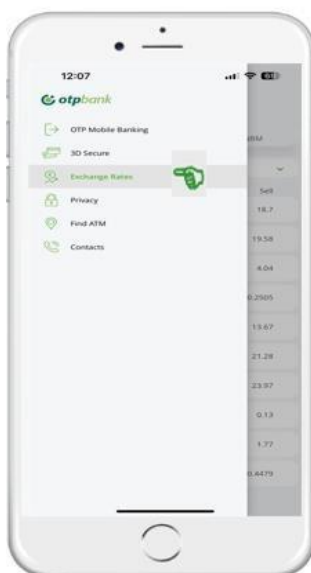 12:07
otpbank
OTP Mobile Banking
3D Secure
Exchange Rates
Privacy
Find ATM
Contacts
NBM
Sell
18.7
19.58
4.04
0.2505
13.67
21.28
23.97
0.13
1.77
0.4479